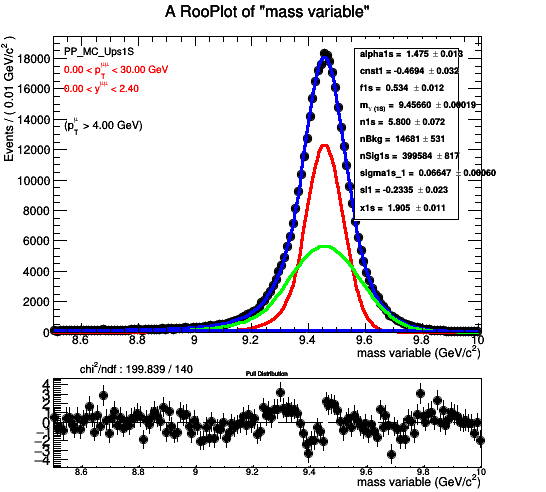 A RooPlot of "mass variable"
Events / ( 0.01 GeV/c² )
18000
16000
14000
12000
10000
8000
6000
4000
2000
0
PP_MC_Ups1S
0.00 < p_T^μμ < 30.00 GeV
0.00 < y^μμ < 2.40
(p_T^μ > 4.00 GeV)
alpha1s = 1.475 ± 0.013
cnst1 = -0.4694 ± 0.032
f1s = 0.534 ± 0.012
m_ϒ (1S) = 9.45660 ± 0.00019
n1s = 5.800 ± 0.072
nBkg = 14681 ± 531
nSig1s = 399584 ± 817
sigma1s_1 = 0.06647 ± 0.00060
sl1 = -0.2335 ± 0.023
x1s = 1.905 ± 0.011
8.6 8.8 9 9.2 9.4 9.6 9.8 10
mass variable (GeV/c²)
chi²/ndf : 199.839 / 140
Pull Distribution
4
3
2
1
0
−1
−2
−3
−4
8.6 8.8 9 9.2 9.4 9.6 9.8 10
mass variable (GeV/c²)